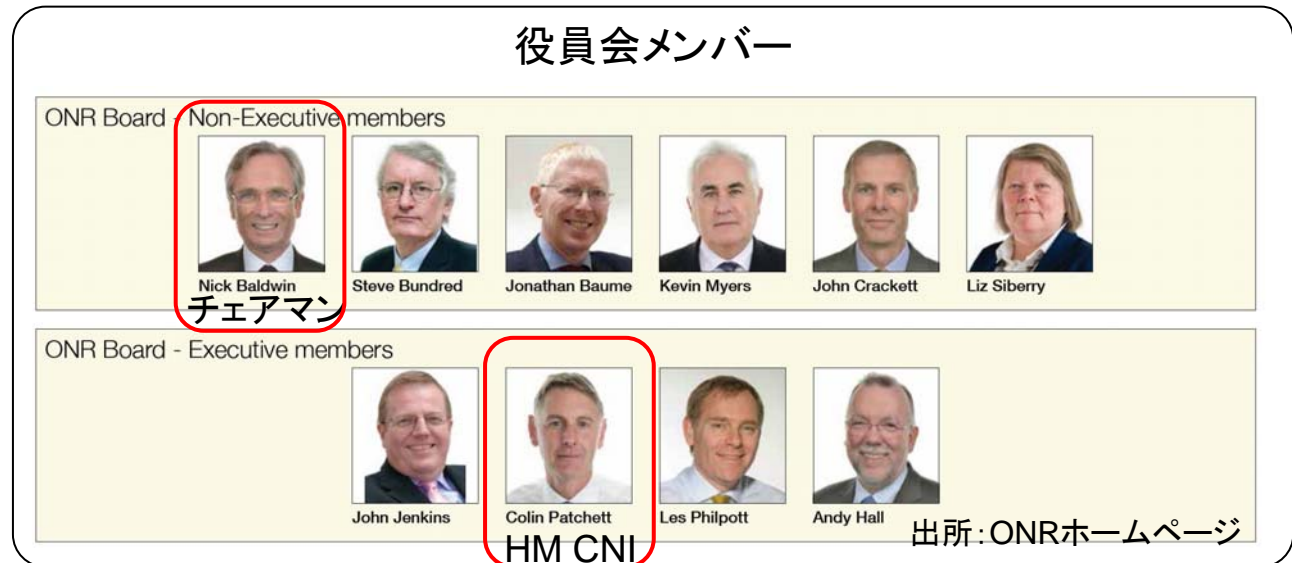 役員会メンバー
ONR Board - Non-Executive members
Nick Baldwin
Steve Bundred
Jonathan Baume
Kevin Myers
John Crackett
Liz Siberry
チェアマン
ONR Board - Executive members
John Jenkins
Colin Patchett
Les Philpott
Andy Hall
HM CNI
出所：ONRホームページ